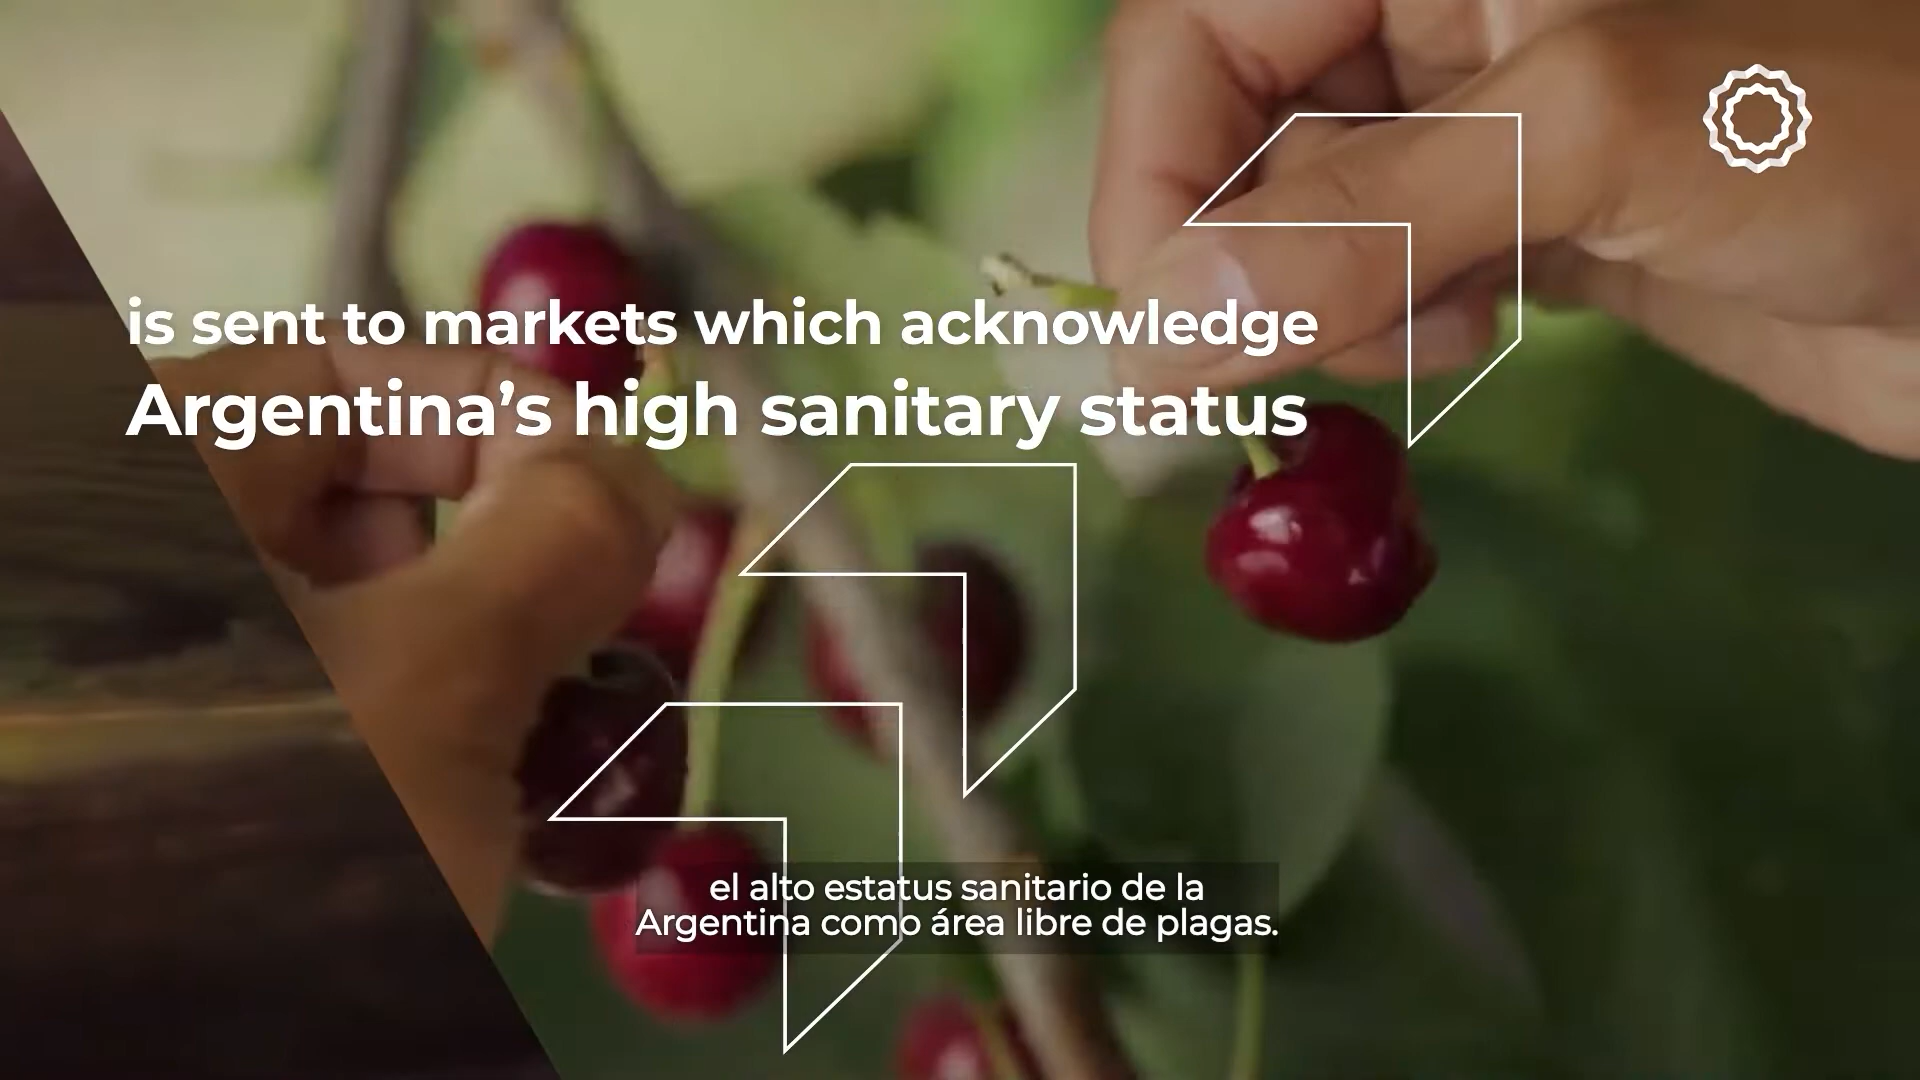 is sent to markets which acknowledge
Argentina’s high sanitary status
el alto estatus sanitario de la
Argentina como área libre de plagas.